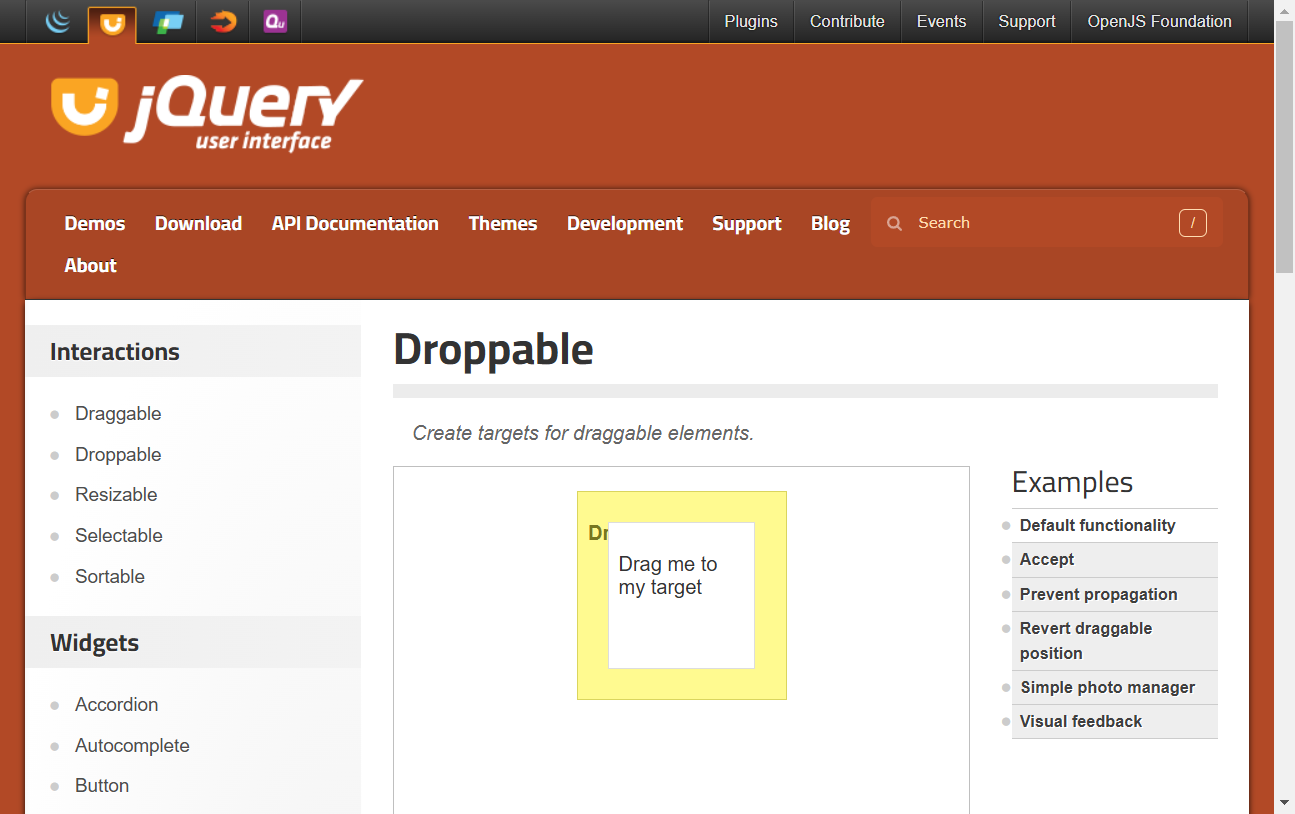 Qu
Plugins
Contribute
Events
Support
OpenJS Foundation
jQuery
user interface
Demos
Download
API Documentation
Themes
Development
Support
Blog
Search
/
About
Interactions
Draggable
Droppable
Resizable
Selectable
Sortable
Widgets
Accordion
Autocomplete
Button
Droppable
Create targets for draggable elements.
Dr
Drag me to
my target
Examples
Default functionality
Accept
Prevent propagation
Revert draggable
position
Simple photo manager
Visual feedback